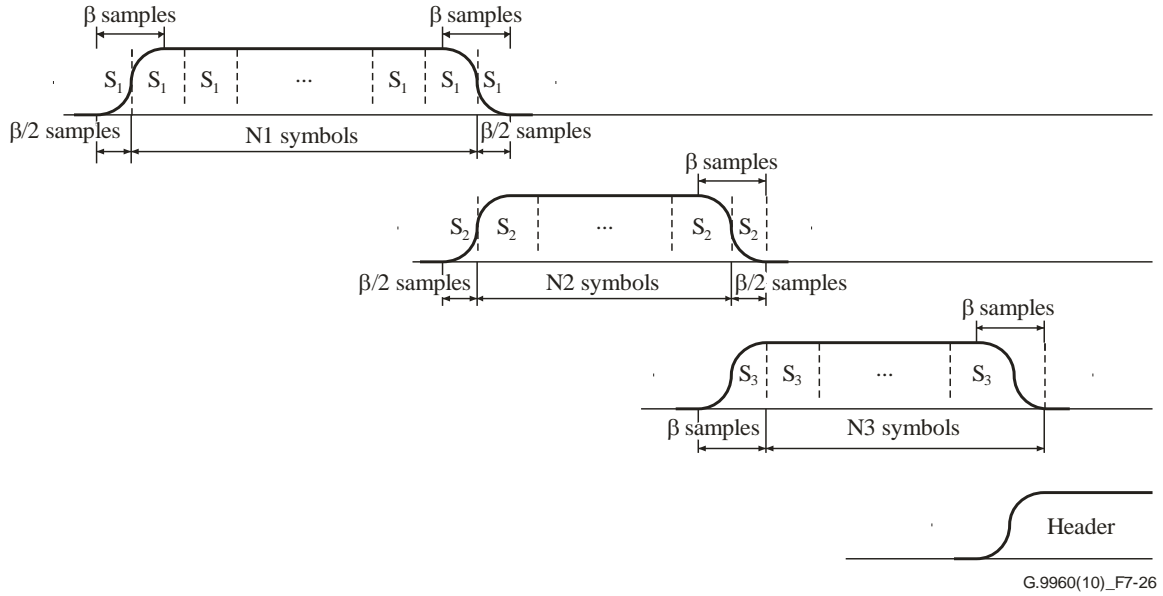 β samples β samples
S₁ S₁ S₁ ... S₁ S₁ S₁
β/2 samples N1 symbols β/2 samples
β samples
S₂ S₂ ... S₂ S₂
β/2 samples N2 symbols β/2 samples
β samples
S₃ S₃ ... S₃
β samples N3 symbols
Header
G.9960(10)_F7-26